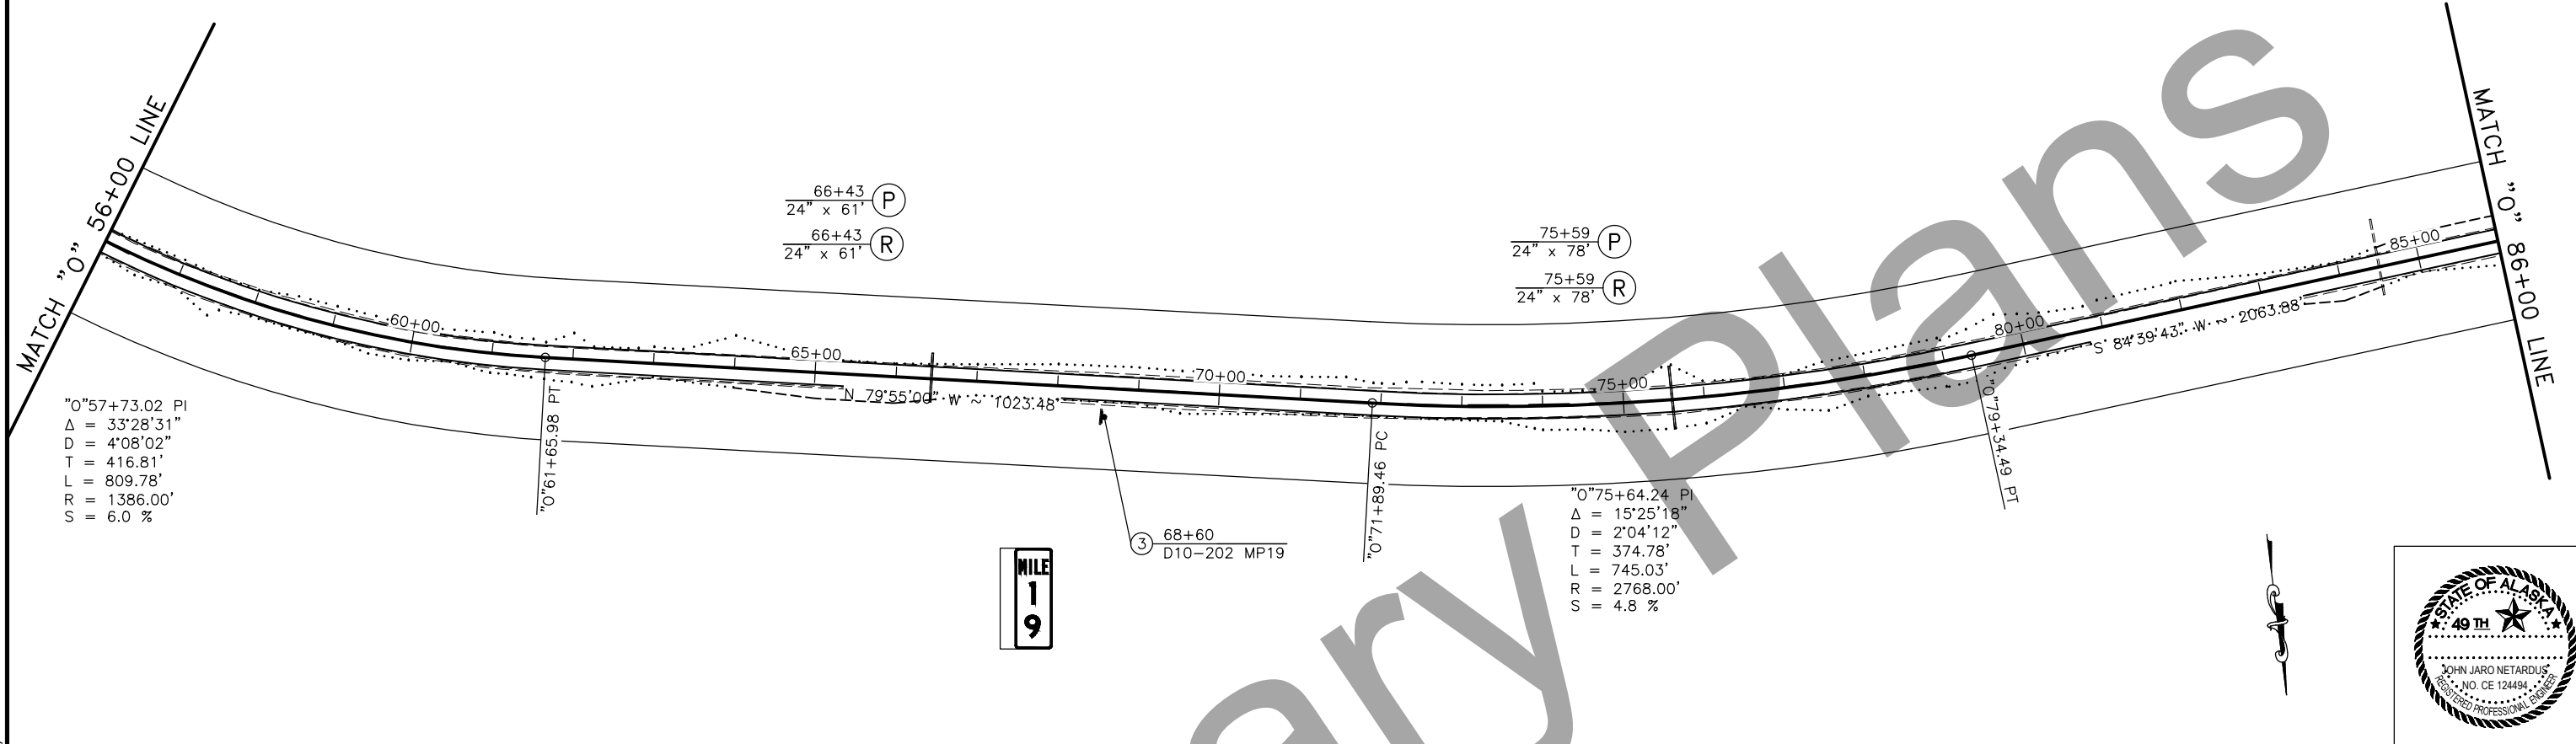 MATCH "O" 56+00 LINE
66+43
24" x 61' P
66+43
24" x 61' R
75+59
24" x 78' P
75+59
24" x 78' R
60+00
65+00
70+00
75+00
80+00
85+00
N 79°55'00" W ~ 1023.48'
S 84°39'43" W ~ 2063.88'
MATCH "O" 86+00 LINE
"O"57+73.02 PI
Δ = 33°28'31"
D = 4°08'02"
T = 416.81'
L = 809.78'
R = 1386.00'
S = 6.0 %
"O"61+65.98 PT
"O"71+89.46 PC
"O"79+34.49 PT
3 68+60
D10-202 MP19
MILE
1
9
"O"75+64.24 PI
Δ = 15°25'18"
D = 2°04'12"
T = 374.78'
L = 745.03'
R = 2768.00'
S = 4.8 %
ary Plans
STATE OF ALASKA
49 TH
JOHN JARO NETARDUS
NO. CE 124494
REGISTERED PROFESSIONAL ENGINEER